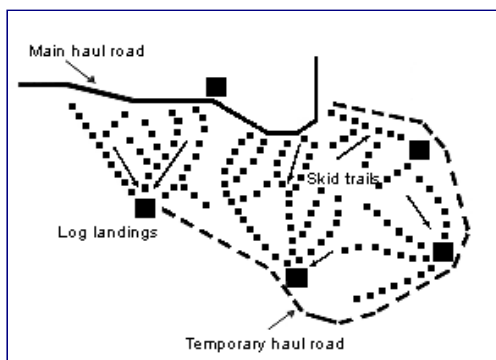 Main haul road
Skid trails
Log landings
Temporary haul road